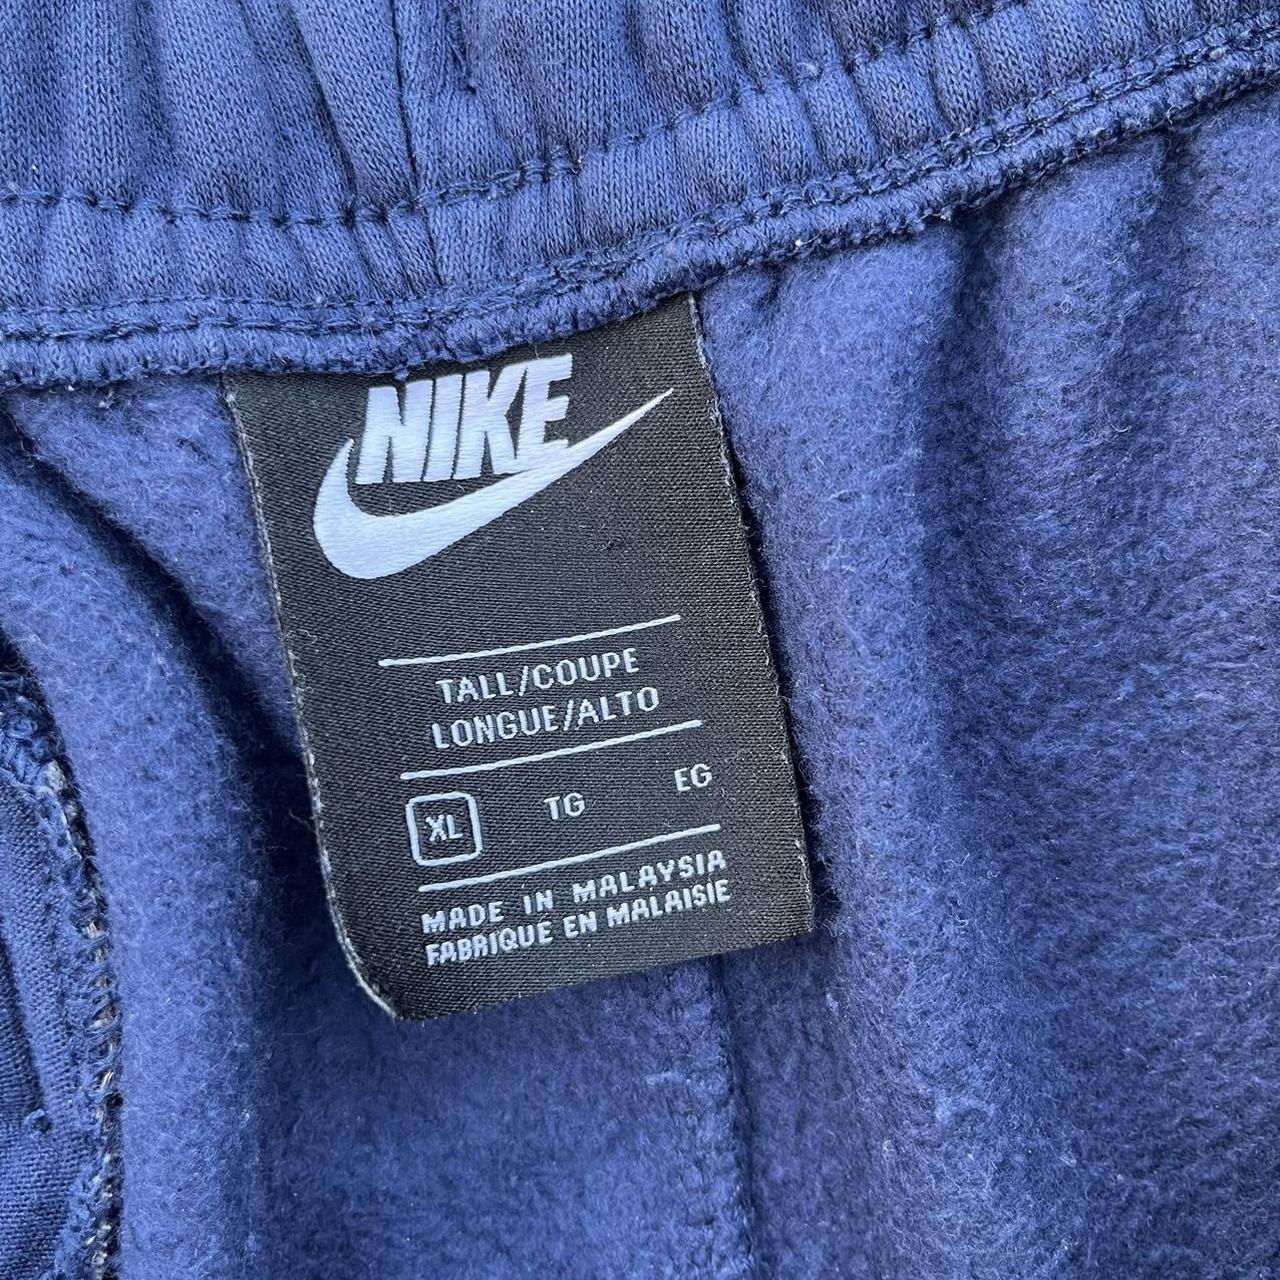 NIKE
TALL/COUPE
LONGUE/ALTO
XL TG EG
MADE IN MALAYSIA
FABRIQUE EN MALAISIE